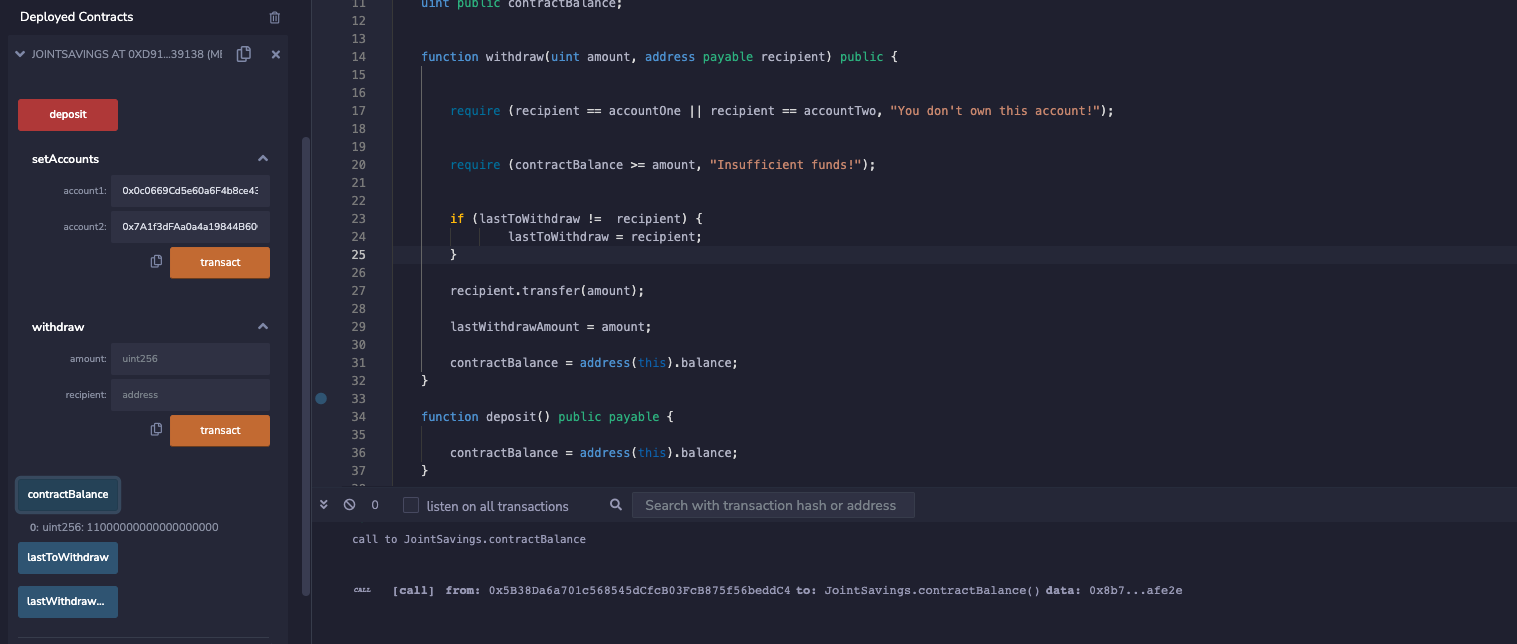 Deployed Contracts
JOINTSAVINGS AT 0XD91...39138 (ME
deposit
setAccounts
account1: 0x0c0669Cd5e60a6F4b8ce43
account2: 0x7A1f3dFAa0a4a19844B60
transact
withdraw
amount: uint256
recipient: address
transact
contractBalance
0: uint256: 11000000000000000000
lastToWithdraw
lastWithdraw...
11 uint public contractBalance;
12
13
14 function withdraw(uint amount, address payable recipient) public {
15
16
17 require (recipient == accountOne || recipient == accountTwo, "You don't own this account!");
18
19
20 require (contractBalance >= amount, "Insufficient funds!");
21
22
23 if (lastToWithdraw != recipient) {
24 lastToWithdraw = recipient;
25 }
26
27 recipient.transfer(amount);
28
29 lastWithdrawAmount = amount;
30
31 contractBalance = address(this).balance;
32 }
33
34 function deposit() public payable {
35
36 contractBalance = address(this).balance;
37 }
0 listen on all transactions Search with transaction hash or address
call to JointSavings.contractBalance
CALL [call] from: 0x5B38Da6a701c568545dCfcB03FcB875f56beddC4 to: JointSavings.contractBalance() data: 0x8b7...afe2e